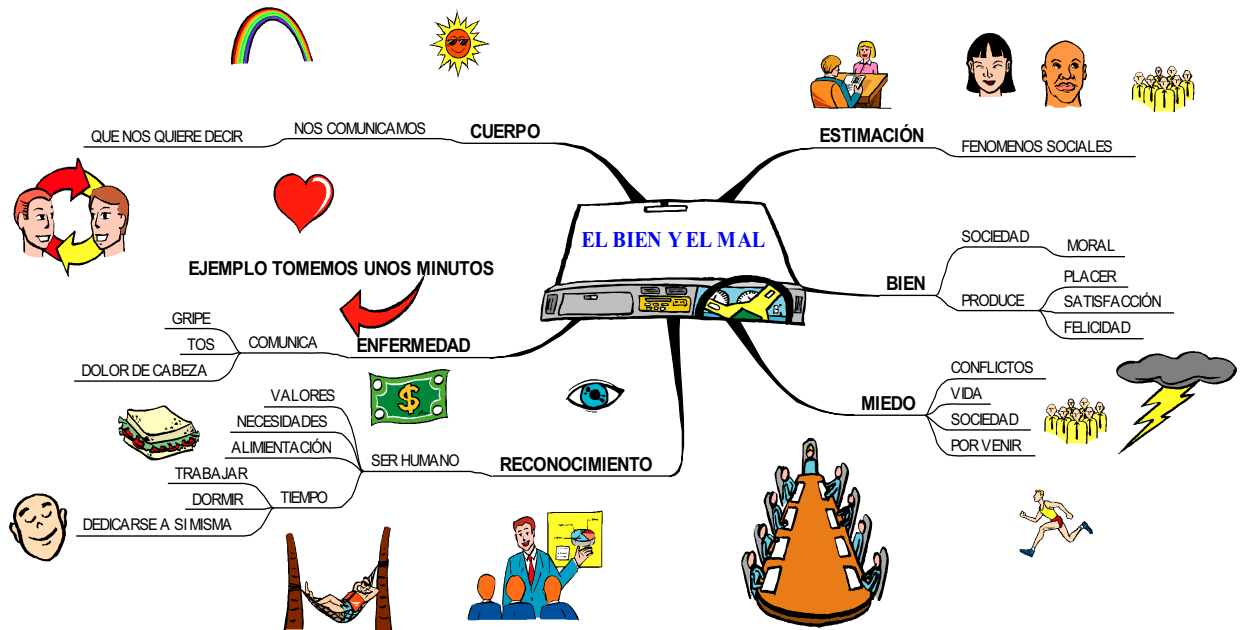 EL BIEN Y EL MAL
CUERPO
NOS COMUNICAMOS
QUE NOS QUIERE DECIR
ESTIMACIÓN
FENOMENOS SOCIALES
BIEN
SOCIEDAD
MORAL
PRODUCE
PLACER
SATISFACCIÓN
FELICIDAD
MIEDO
CONFLICTOS
VIDA
SOCIEDAD
POR VENIR
EJEMPLO TOMEMOS UNOS MINUTOS
ENFERMEDAD
COMUNICA
GRIPE
TOS
DOLOR DE CABEZA
$
RECONOCIMIENTO
SER HUMANO
VALORES
NECESIDADES
ALIMENTACIÓN
TIEMPO
TRABAJAR
DORMIR
DEDICARSE A SI MISMA